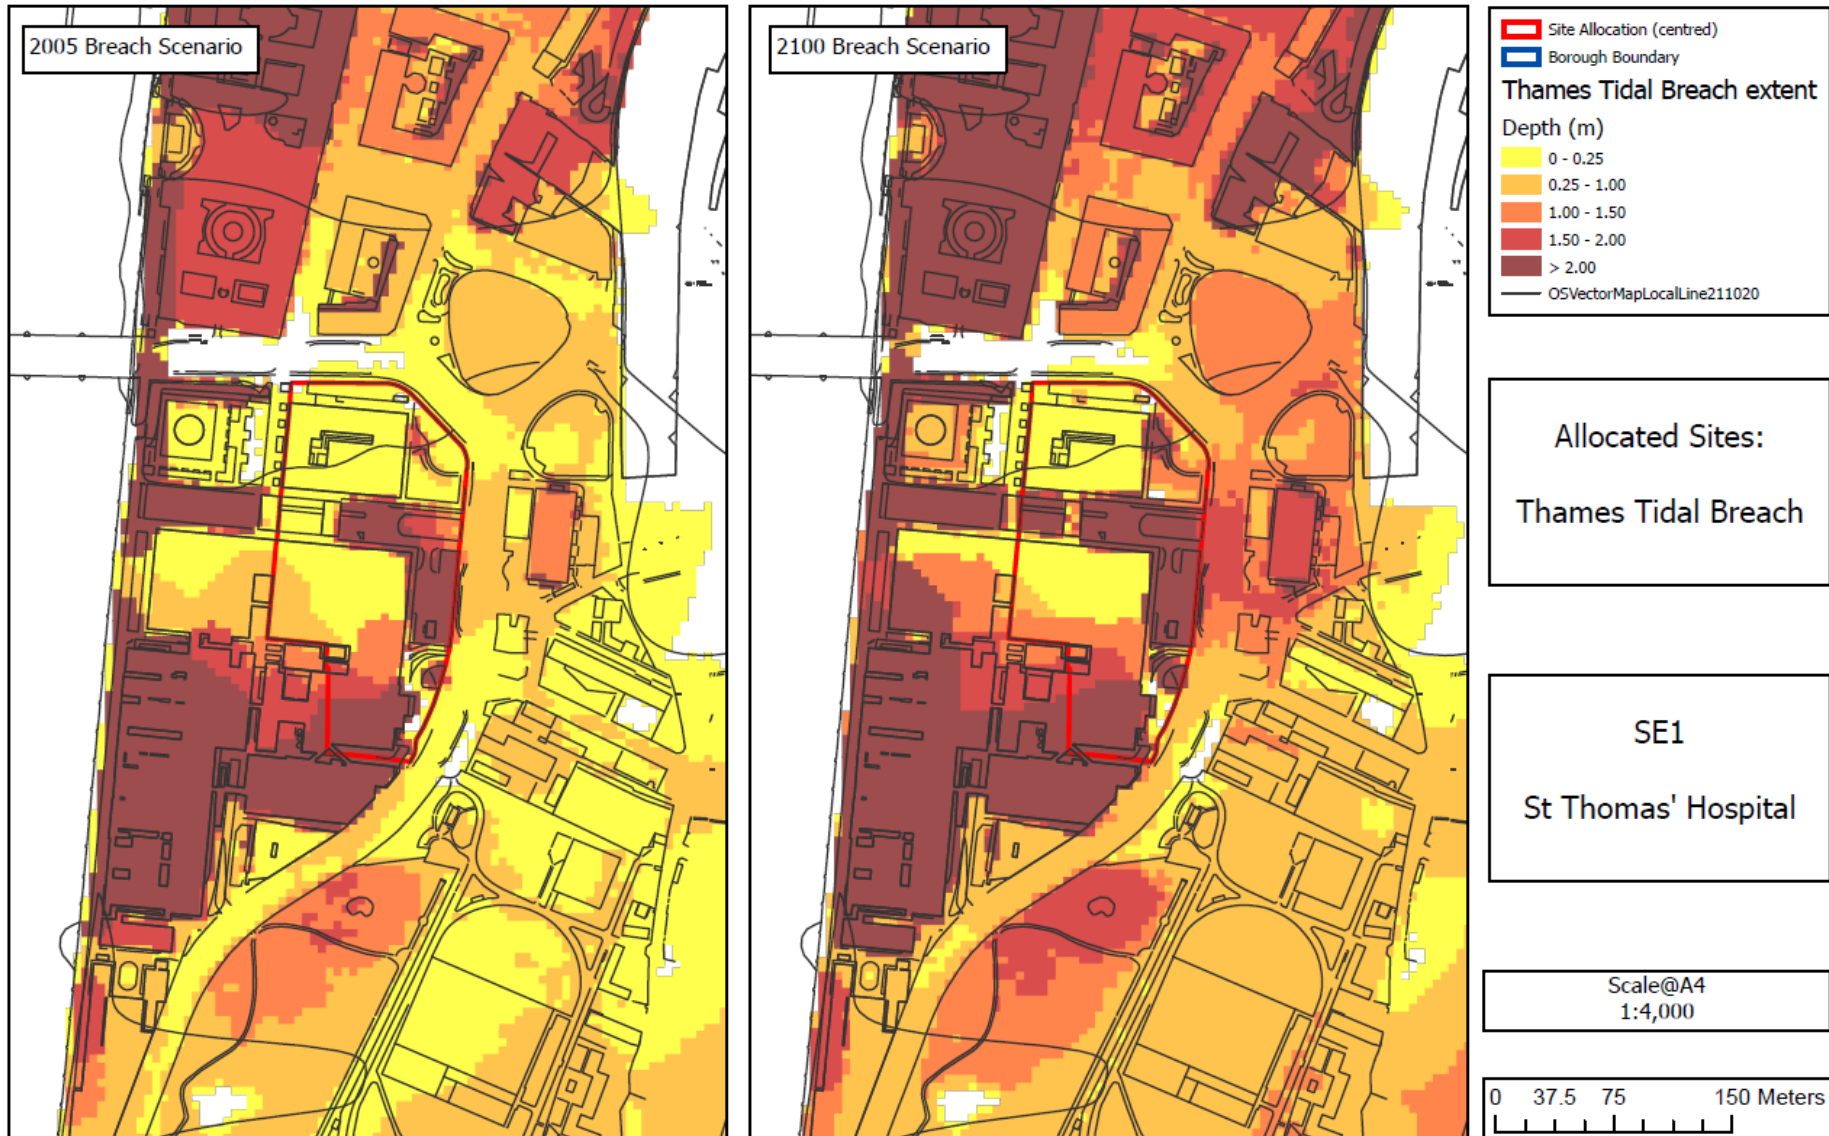 2005 Breach Scenario
2100 Breach Scenario
Site Allocation (centred)
Borough Boundary
Thames Tidal Breach extent
Depth (m)
0 - 0.25
0.25 - 1.00
1.00 - 1.50
1.50 - 2.00
> 2.00
OSVectorMapLocalLine211020
Allocated Sites:
Thames Tidal Breach
SE1
St Thomas' Hospital
Scale@A4
1:4,000
0 37.5 75 150 Meters